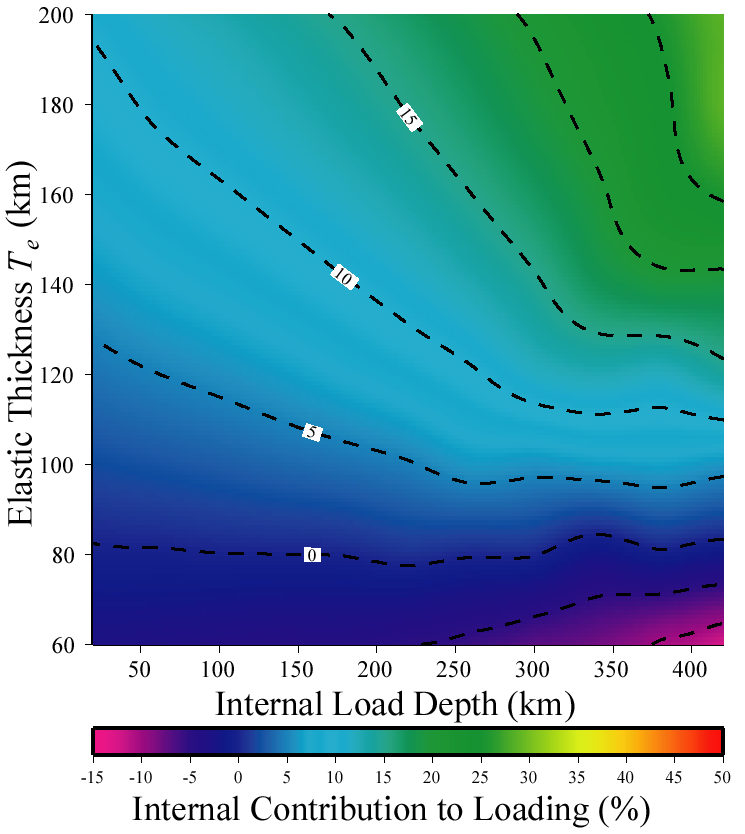 200
180
160
140
120
100
80
60
Elastic Thickness Te (km)
15
10
5
0
50 100 150 200 250 300 350 400
Internal Load Depth (km)
-15 -10 -5 0 5 10 15 20 25 30 35 40 45 50
Internal Contribution to Loading (%)